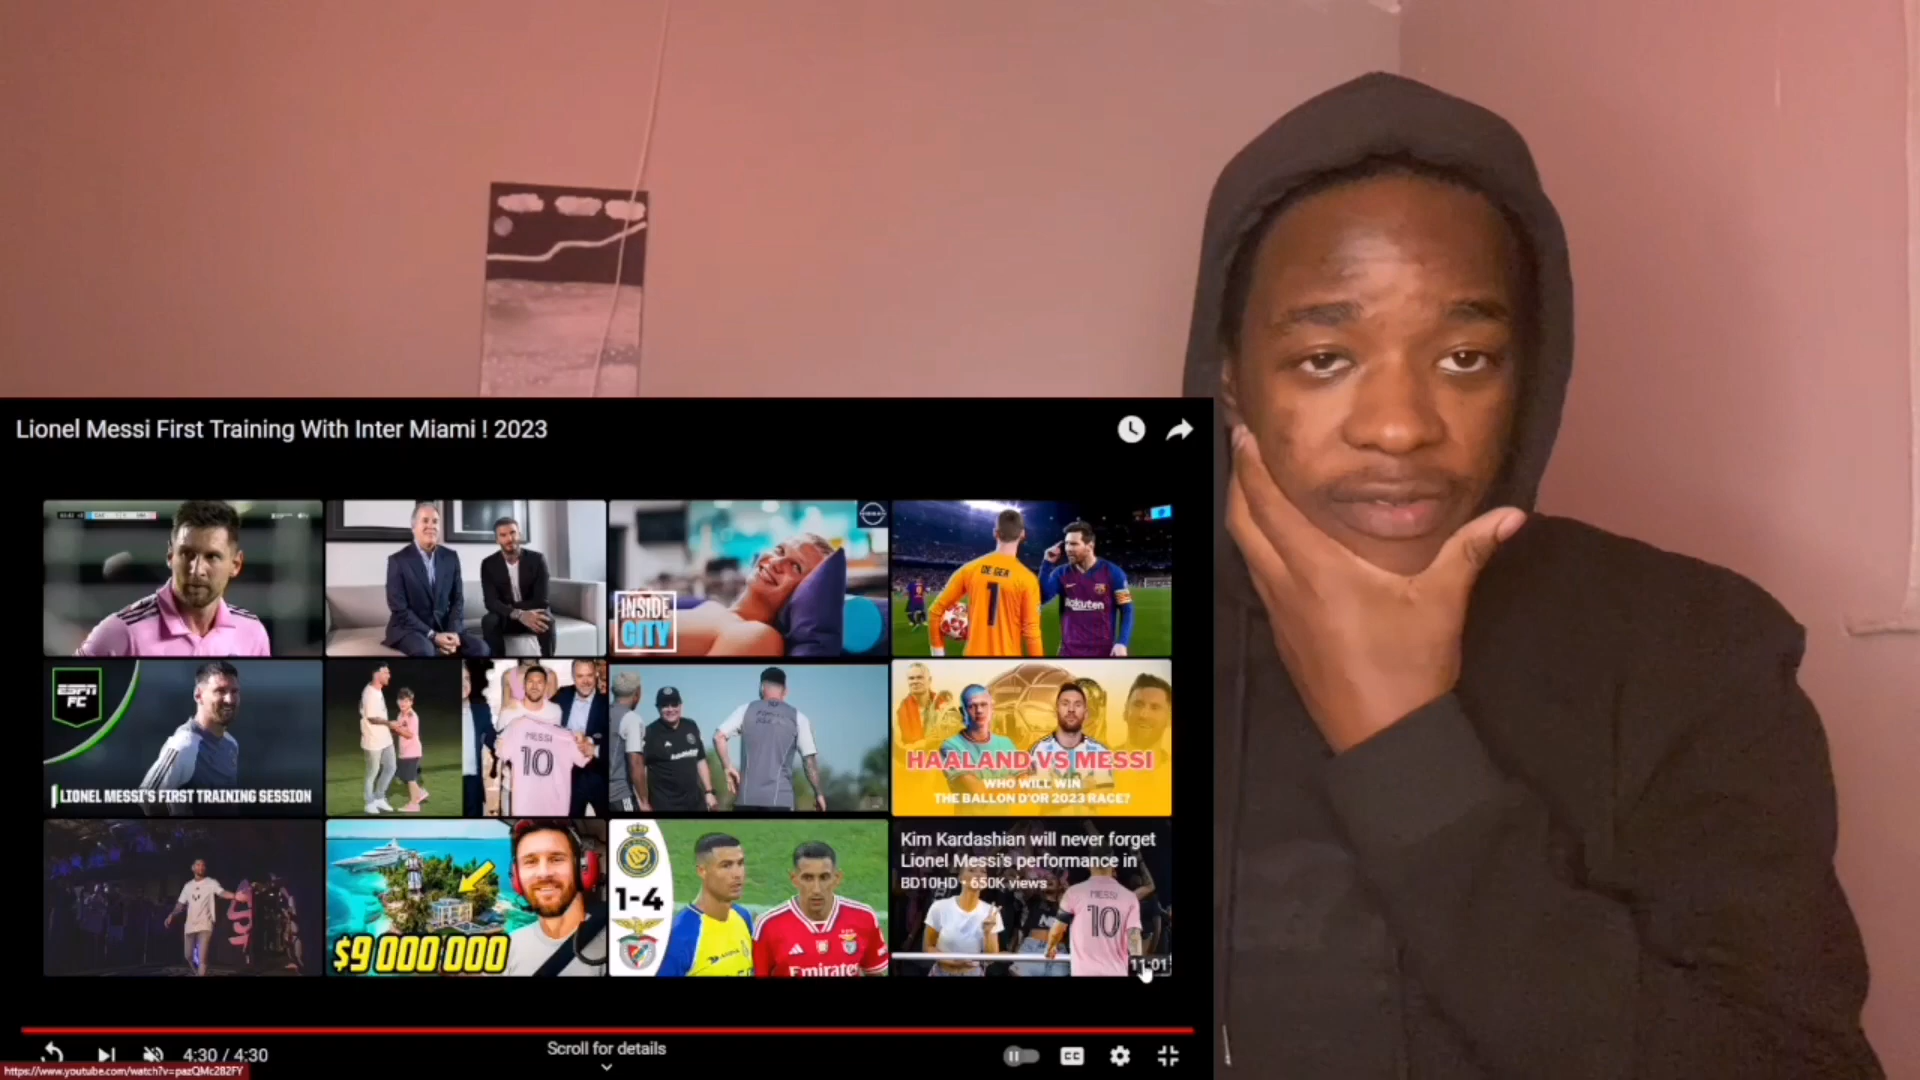 Lionel Messi First Training With Inter Miami ! 2023
INSIDE
CITY
DE GEA
1
Rakuten
ESPN
FC
LIONEL MESSI'S FIRST TRAINING SESSION
MESSI
10
HAALAND VS MESSI
WHO WILL WIN
THE BALLON D'OR 2023 RACE?
$9 000 000
1-4
Emirate
Kim Kardashian will never forget
Lionel Messi's performance in
BD10HD • 650K views
MESSI
10
11:01
4:30 / 4:30
Scroll for details
CC
https://www.youtube.com/watch?v=pazQMc282FY